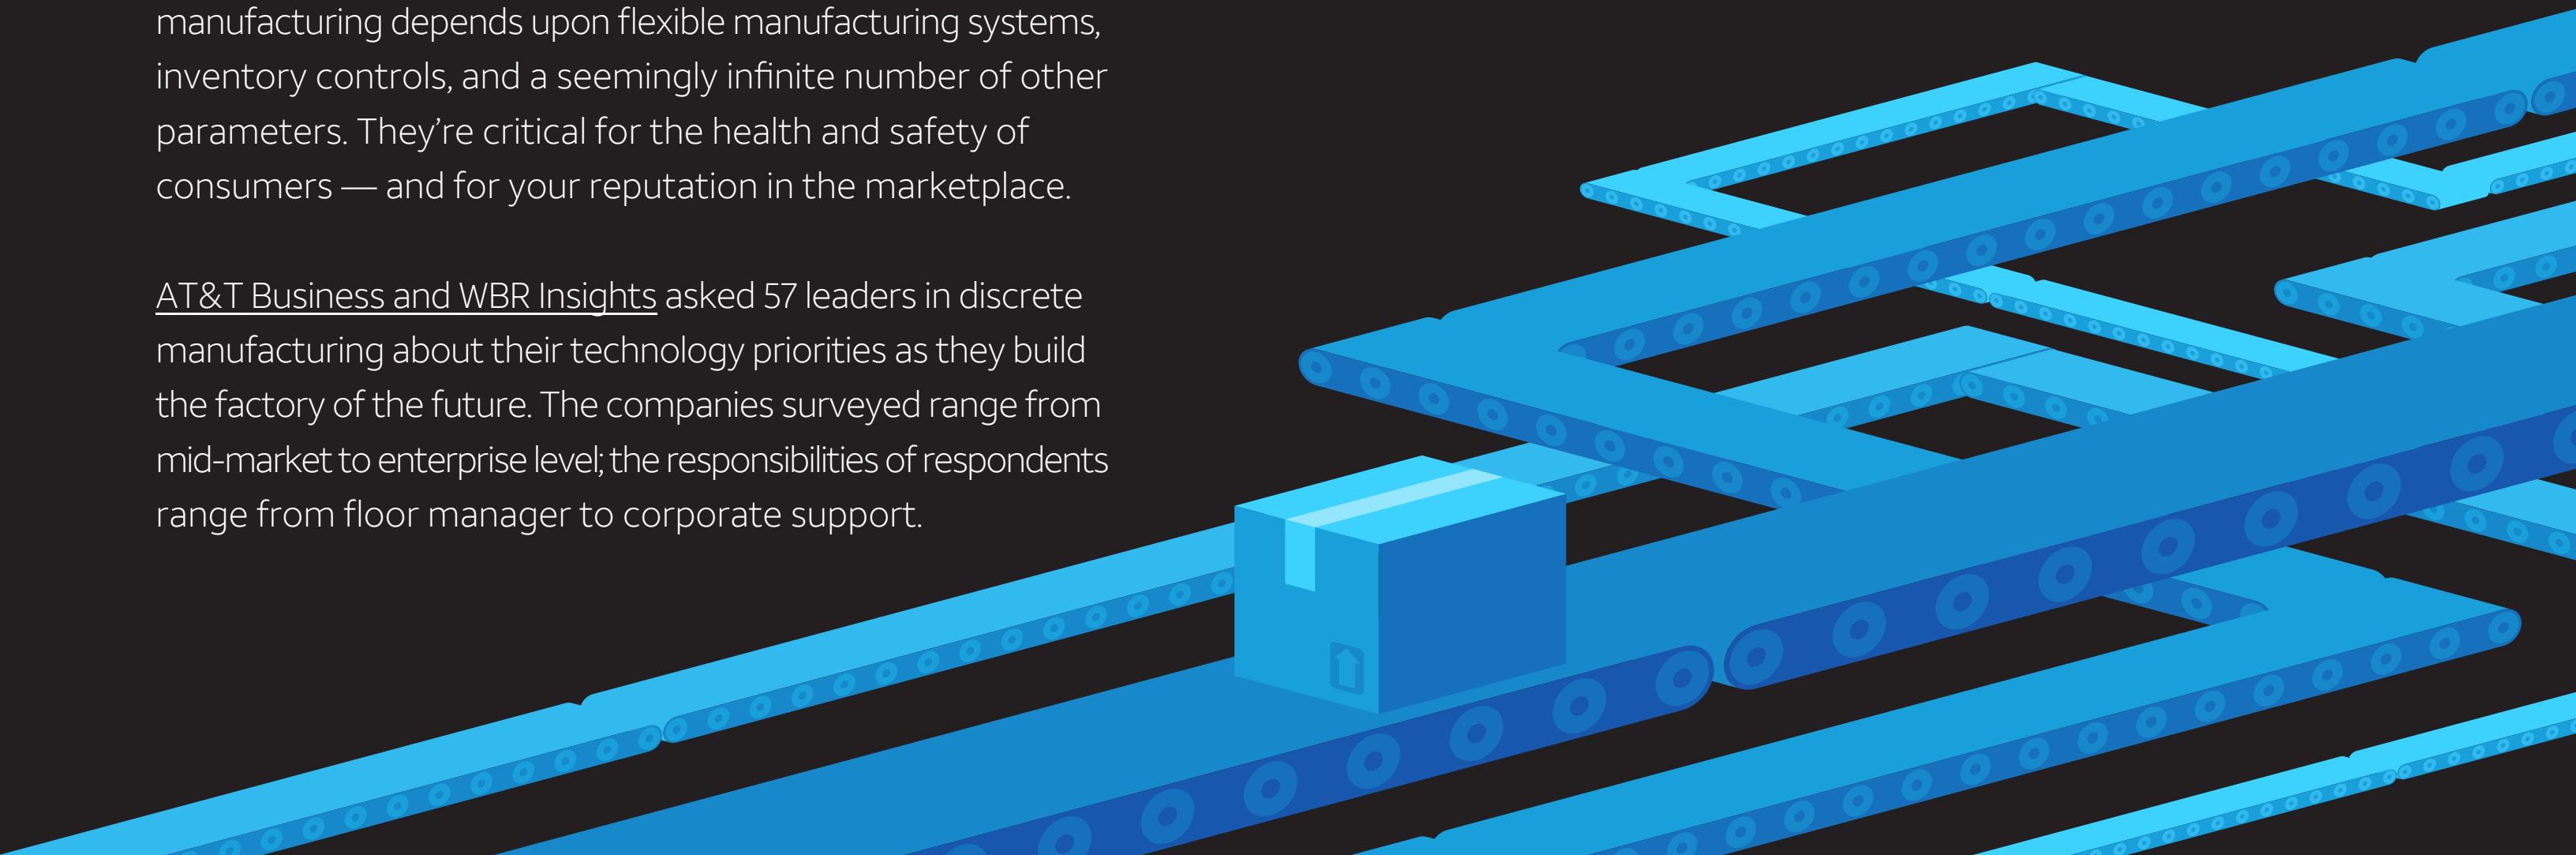 manufacturing depends upon flexible manufacturing systems,
inventory controls, and a seemingly infinite number of other
parameters. They’re critical for the health and safety of
consumers — and for your reputation in the marketplace.
AT&T Business and WBR Insights asked 57 leaders in discrete
manufacturing about their technology priorities as they build
the factory of the future. The companies surveyed range from
mid-market to enterprise level; the responsibilities of respondents
range from floor manager to corporate support.